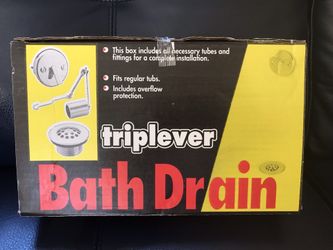 This box includes all necessary tubes and
fittings for a complete installation.
Fits regular tubs.
Includes overflow
protection.
triplever
Bath Drain